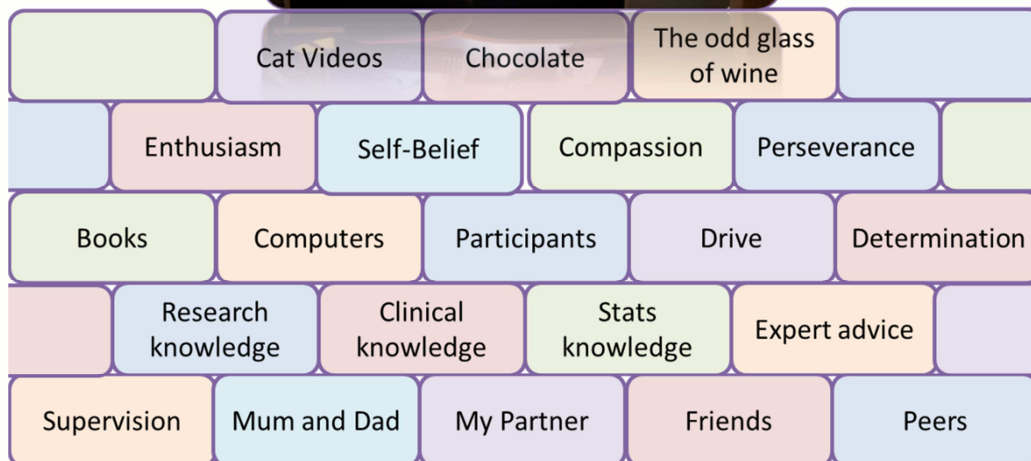 Cat Videos
Chocolate
The odd glass
of wine
Enthusiasm
Self-Belief
Compassion
Perseverance
Books
Computers
Participants
Drive
Determination
Research
knowledge
Clinical
knowledge
Stats
knowledge
Expert advice
Supervision
Mum and Dad
My Partner
Friends
Peers